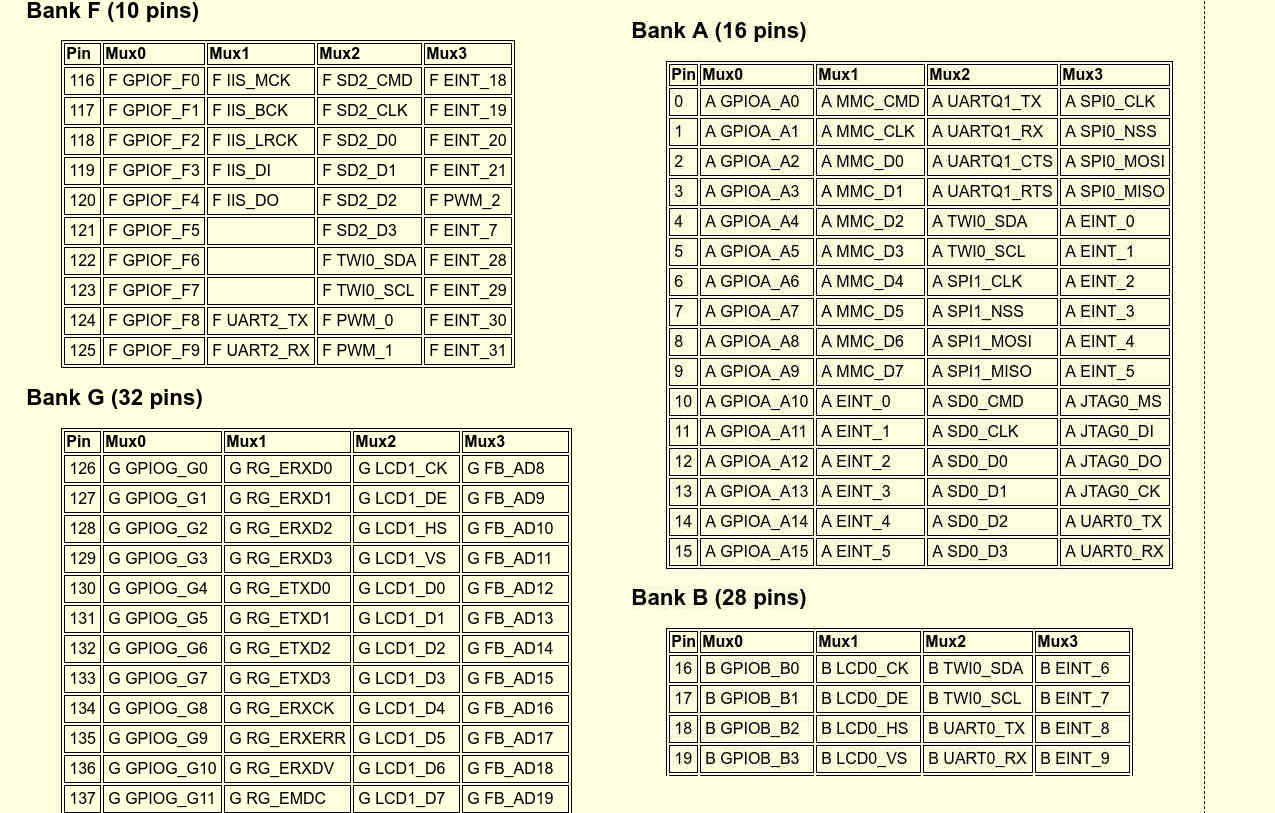 Bank F (10 pins)
Pin Mux0 Mux1 Mux2 Mux3
116 F GPIOF_F0 F IIS_MCK F SD2_CMD F EINT_18
117 F GPIOF_F1 F IIS_BCK F SD2_CLK F EINT_19
118 F GPIOF_F2 F IIS_LRCK F SD2_D0 F EINT_20
119 F GPIOF_F3 F IIS_DI F SD2_D1 F EINT_21
120 F GPIOF_F4 F IIS_DO F SD2_D2 F PWM_2
121 F GPIOF_F5 F SD2_D3 F EINT_7
122 F GPIOF_F6 F TWI0_SDA F EINT_28
123 F GPIOF_F7 F TWI0_SCL F EINT_29
124 F GPIOF_F8 F UART2_TX F PWM_0 F EINT_30
125 F GPIOF_F9 F UART2_RX F PWM_1 F EINT_31
Bank G (32 pins)
Pin Mux0 Mux1 Mux2 Mux3
126 G GPIOG_G0 G RG_ERXD0 G LCD1_CK G FB_AD8
127 G GPIOG_G1 G RG_ERXD1 G LCD1_DE G FB_AD9
128 G GPIOG_G2 G RG_ERXD2 G LCD1_HS G FB_AD10
129 G GPIOG_G3 G RG_ERXD3 G LCD1_VS G FB_AD11
130 G GPIOG_G4 G RG_ETXD0 G LCD1_D0 G FB_AD12
131 G GPIOG_G5 G RG_ETXD1 G LCD1_D1 G FB_AD13
132 G GPIOG_G6 G RG_ETXD2 G LCD1_D2 G FB_AD14
133 G GPIOG_G7 G RG_ETXD3 G LCD1_D3 G FB_AD15
134 G GPIOG_G8 G RG_ERXCK G LCD1_D4 G FB_AD16
135 G GPIOG_G9 G RG_ERXERR G LCD1_D5 G FB_AD17
136 G GPIOG_G10 G RG_ERXDV G LCD1_D6 G FB_AD18
137 G GPIOG_G11 G RG_EMDC G LCD1_D7 G FB_AD19
Bank A (16 pins)
Pin Mux0 Mux1 Mux2 Mux3
0 A GPIOA_A0 A MMC_CMD A UARTQ1_TX A SPI0_CLK
1 A GPIOA_A1 A MMC_CLK A UARTQ1_RX A SPI0_NSS
2 A GPIOA_A2 A MMC_D0 A UARTQ1_CTS A SPI0_MOSI
3 A GPIOA_A3 A MMC_D1 A UARTQ1_RTS A SPI0_MISO
4 A GPIOA_A4 A MMC_D2 A TWI0_SDA A EINT_0
5 A GPIOA_A5 A MMC_D3 A TWI0_SCL A EINT_1
6 A GPIOA_A6 A MMC_D4 A SPI1_CLK A EINT_2
7 A GPIOA_A7 A MMC_D5 A SPI1_NSS A EINT_3
8 A GPIOA_A8 A MMC_D6 A SPI1_MOSI A EINT_4
9 A GPIOA_A9 A MMC_D7 A SPI1_MISO A EINT_5
10 A GPIOA_A10 A EINT_0 A SD0_CMD A JTAG0_MS
11 A GPIOA_A11 A EINT_1 A SD0_CLK A JTAG0_DI
12 A GPIOA_A12 A EINT_2 A SD0_D0 A JTAG0_DO
13 A GPIOA_A13 A EINT_3 A SD0_D1 A JTAG0_CK
14 A GPIOA_A14 A EINT_4 A SD0_D2 A UART0_TX
15 A GPIOA_A15 A EINT_5 A SD0_D3 A UART0_RX
Bank B (28 pins)
Pin Mux0 Mux1 Mux2 Mux3
16 B GPIOB_B0 B LCD0_CK B TWI0_SDA B EINT_6
17 B GPIOB_B1 B LCD0_DE B TWI0_SCL B EINT_7
18 B GPIOB_B2 B LCD0_HS B UART0_TX B EINT_8
19 B GPIOB_B3 B LCD0_VS B UART0_RX B EINT_9